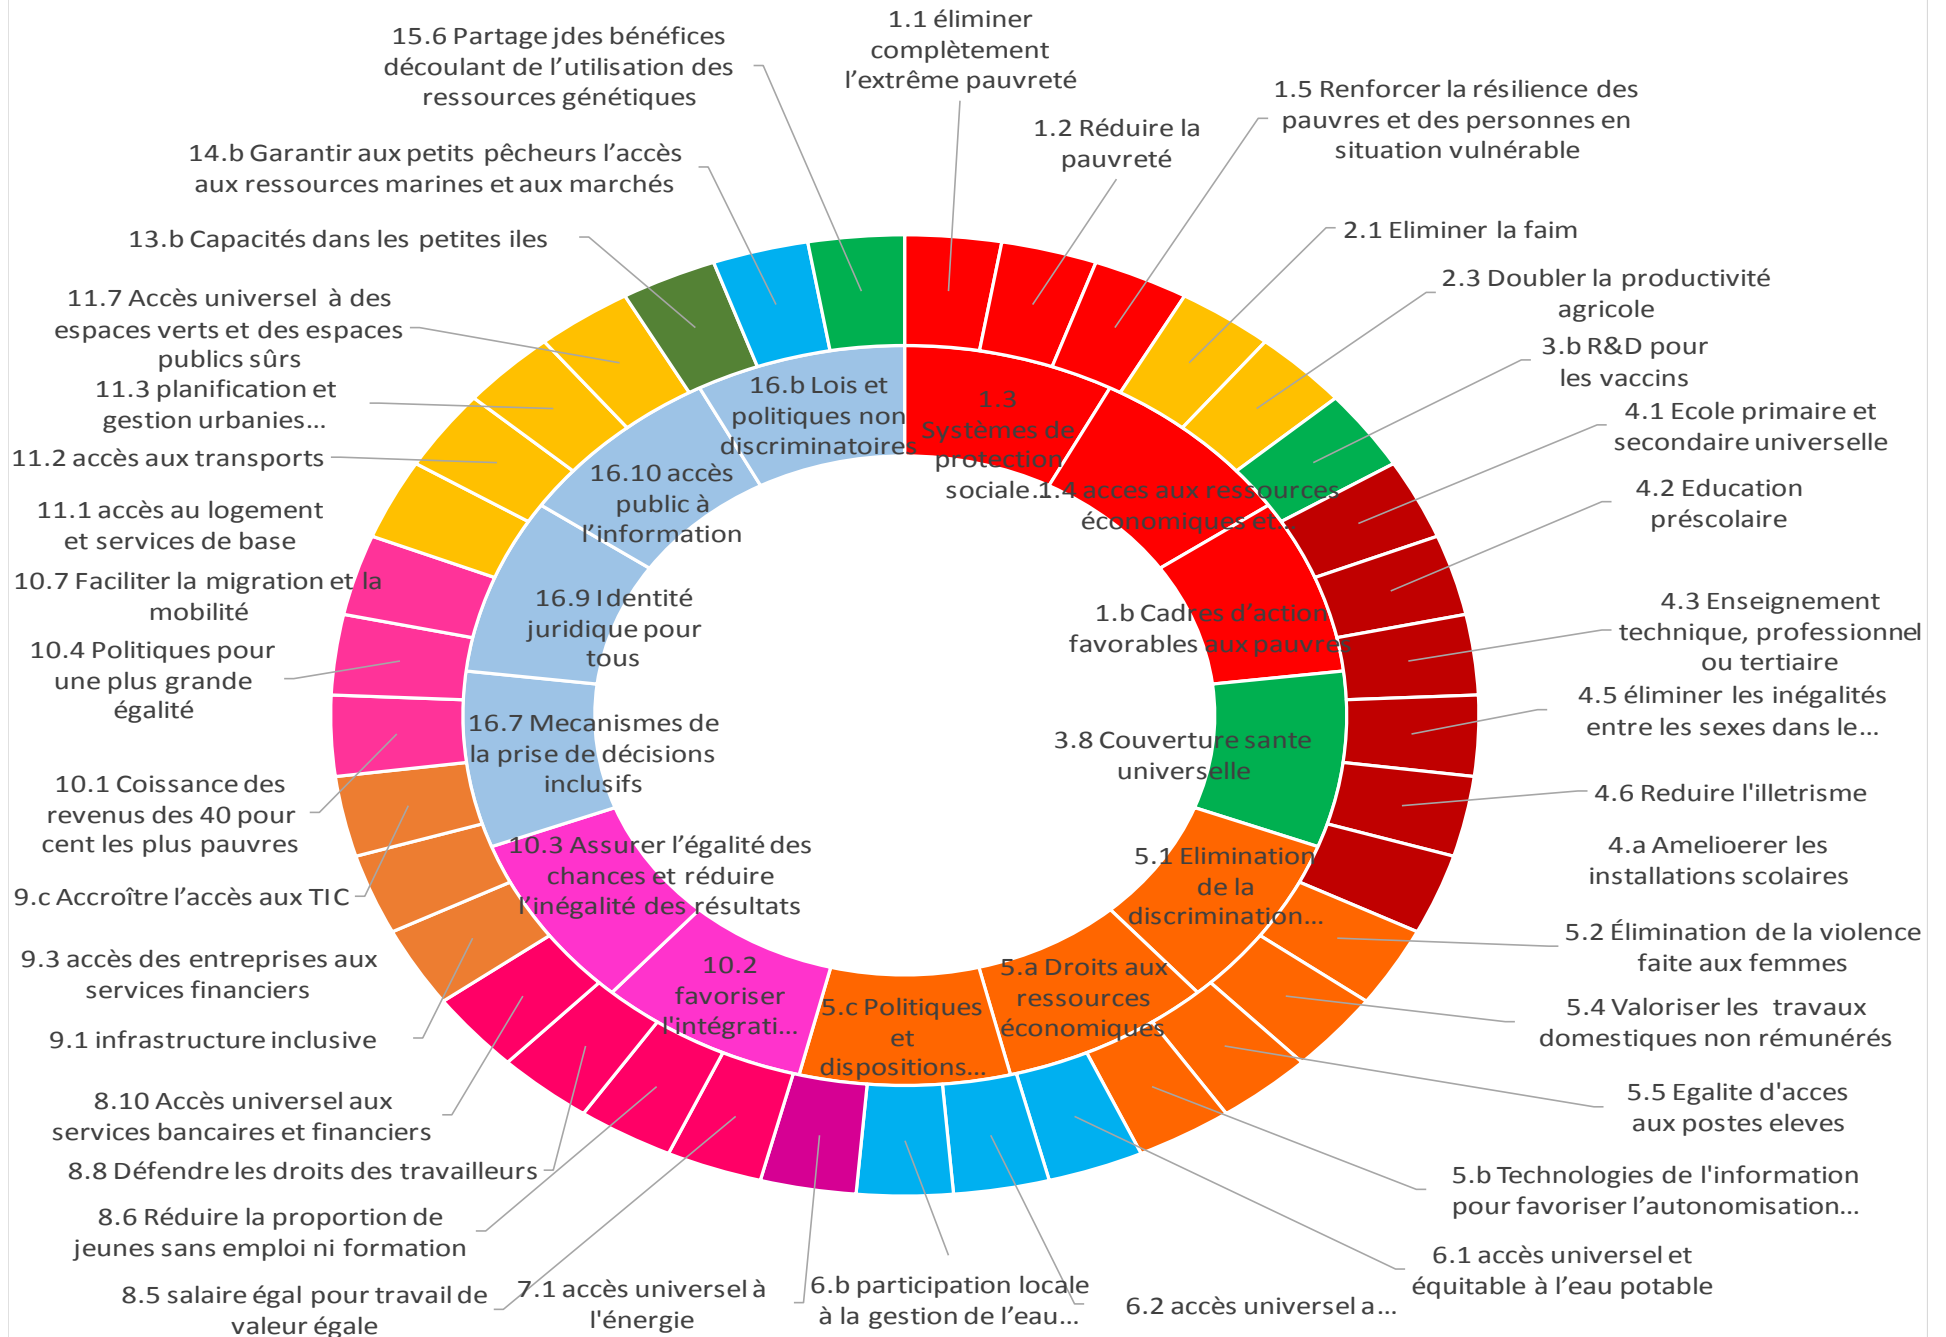 1.1 éliminer
complètement
l’extrême pauvreté
1.2 Réduire la
pauvreté
1.5 Renforcer la résilience des
pauvres et des personnes en
situation vulnérable
2.1 Eliminer la faim
2.3 Doubler la productivité
agricole
3.b R&D pour
les vaccins
4.1 Ecole primaire et
secondaire universelle
4.2 Education
préscolaire
4.3 Enseignement
technique, professionnel
ou tertiaire
4.5 éliminer les inégalités
entre les sexes dans le...
4.6 Reduire l'illetrisme
4.a Amelioerer les
installations scolaires
5.2 Élimination de la violence
faite aux femmes
5.4 Valoriser les travaux
domestiques non rémunérés
5.5 Egalite d'acces
aux postes eleves
5.b Technologies de l'information
pour favoriser l’autonomisation...
6.1 accès universel et
équitable à l’eau potable
6.2 accès universel a...
6.b participation locale
à la gestion de l’eau...
7.1 accès universel à
l'énergie
8.5 salaire égal pour travail de
valeur égale
8.6 Réduire la proportion de
jeunes sans emploi ni formation
8.8 Défendre les droits des travailleurs
8.10 Accès universel aux
services bancaires et financiers
9.1 infrastructure inclusive
9.3 accès des entreprises aux
services financiers
9.c Accroître l’accès aux TIC
10.1 Coissance des
revenus des 40 pour
cent les plus pauvres
10.4 Politiques pour
une plus grande
égalité
10.7 Faciliter la migration et la
mobilité
11.1 accès au logement
et services de base
11.2 accès aux transports
11.3 planification et
gestion urbanies...
11.7 Accès universel à des
espaces verts et des espaces
publics sûrs
13.b Capacités dans les petites iles
14.b Garantir aux petits pêcheurs l’accès
aux ressources marines et aux marchés
15.6 Partage jdes bénéfices
découlant de l’utilisation des
ressources génétiques
1.3
Systèmes de
protection
sociale...
1.4 acces aux ressources
économiques et...
1.b Cadres d’action
favorables aux pauvres
3.8 Couverture sante
universelle
5.1 Elimination
de la
discrimination...
5.a Droits aux
ressources
économiques
5.c Politiques
et
dispositions...
10.2
favoriser
l'intégrati...
10.3 Assurer l’égalité des
chances et réduire
l’inégalité des résultats
16.7 Mecanismes de
la prise de décisions
inclusifs
16.9 Identité
juridique pour
tous
16.10 accès
public à
l’information
16.b Lois et
politiques non
discriminatoires